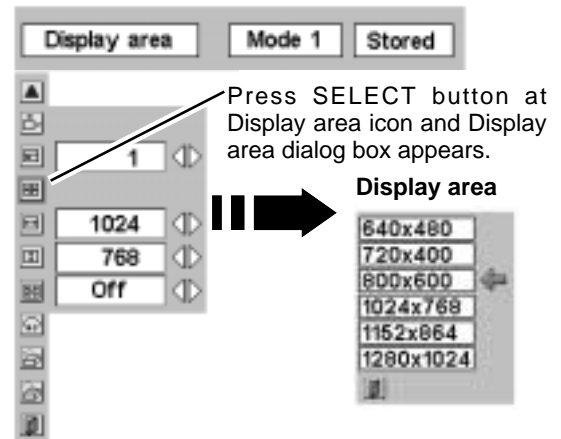 Display area Mode 1 Stored
Press SELECT button at
Display area icon and Display
area dialog box appears.
1
Display area
1024
768
Off
640x480
720x400
800x600
1024x768
1152x864
1280x1024